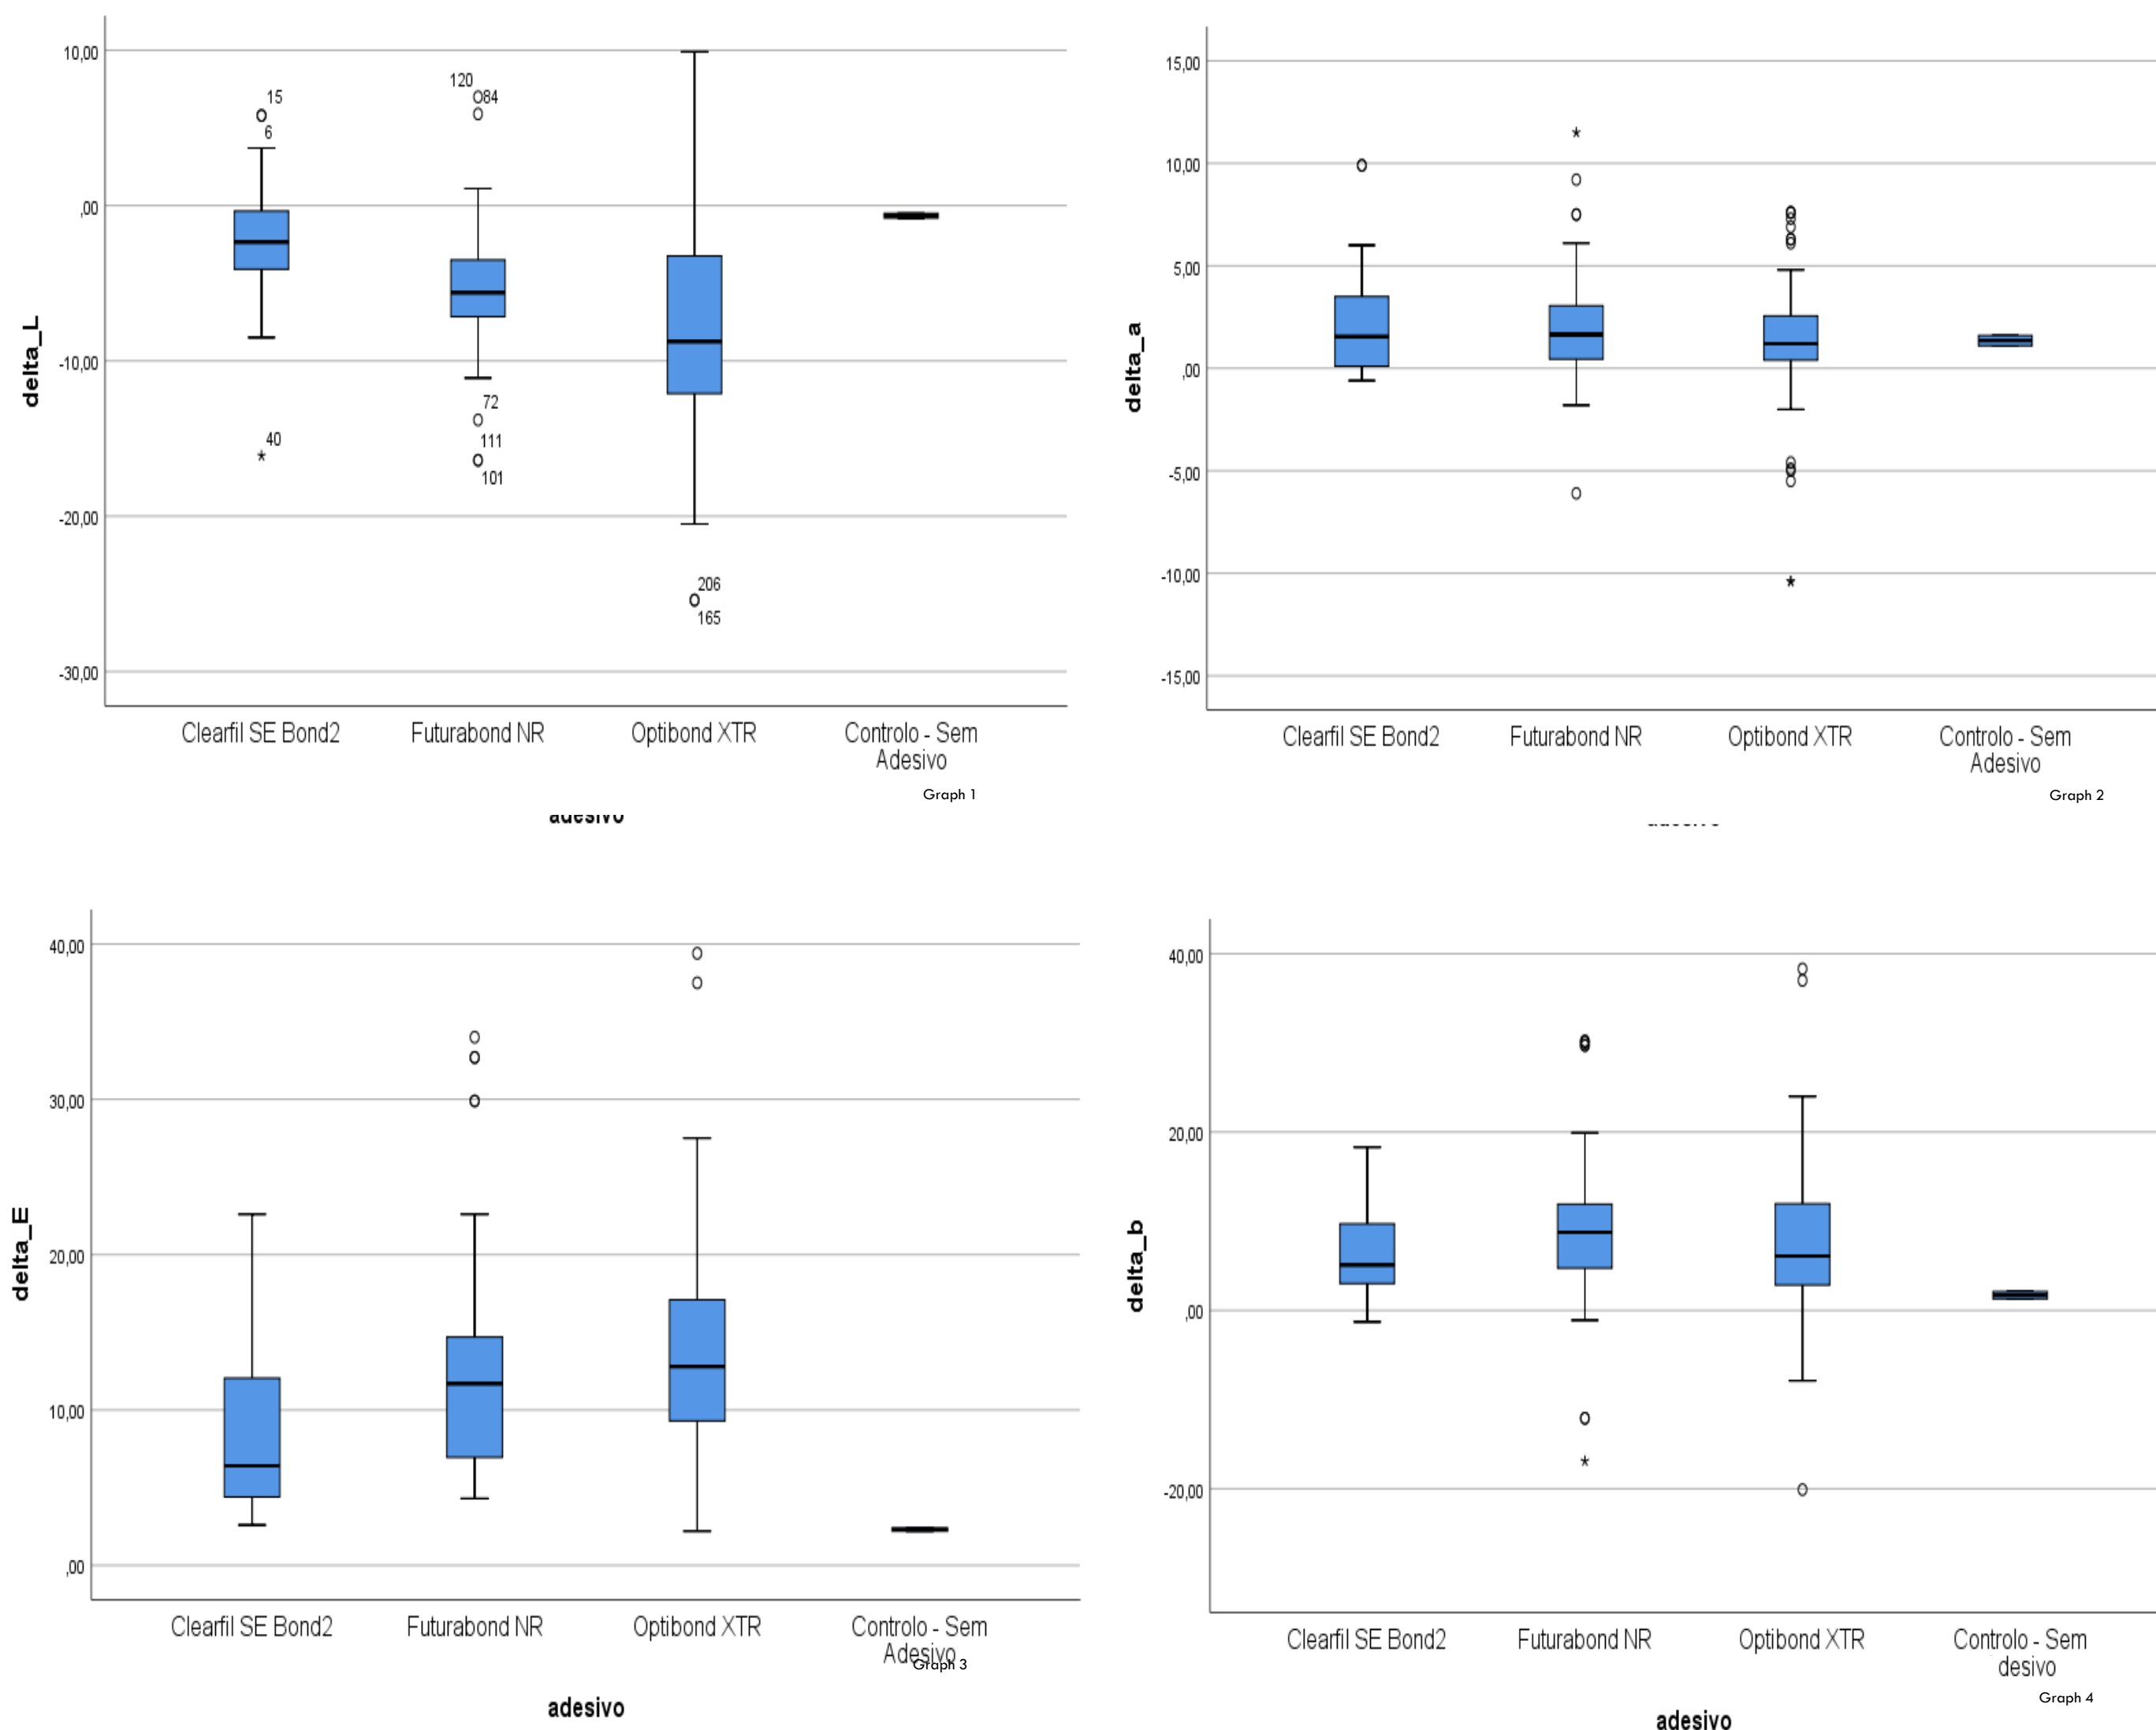 10,00
,00
-10,00
-20,00
-30,00
delta_L
15
6
40
120
84
72
111
101
206
165
Clearfil SE Bond2
Futurabond NR
Optibond XTR
Controlo - Sem
Adesivo
Graph 1
adesivo
15,00
10,00
5,00
,00
-5,00
-10,00
-15,00
delta_a
Clearfil SE Bond2
Futurabond NR
Optibond XTR
Controlo - Sem
Adesivo
Graph 2
40,00
30,00
20,00
10,00
,00
delta_E
Clearfil SE Bond2
Futurabond NR
Optibond XTR
Controlo - Sem
Adesivo
Graph 3
adesivo
40,00
20,00
,00
-20,00
delta_b
Clearfil SE Bond2
Futurabond NR
Optibond XTR
Controlo - Sem
desivo
Graph 4
adesivo